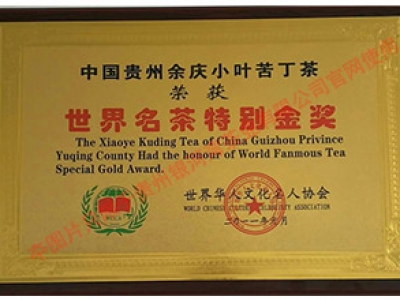 中国贵州余庆小叶苦丁茶
荣获
世界名茶特别金奖
The Xiaoye Kuding Tea of China Guizhou Privince
Yuqing County Had the honour of World Fanmous Tea
Special Gold Award.
世界华人文化名人协会
WORLD CHINESE CULTURE CELEBRITY ASSOCIATION
二〇一一年元月